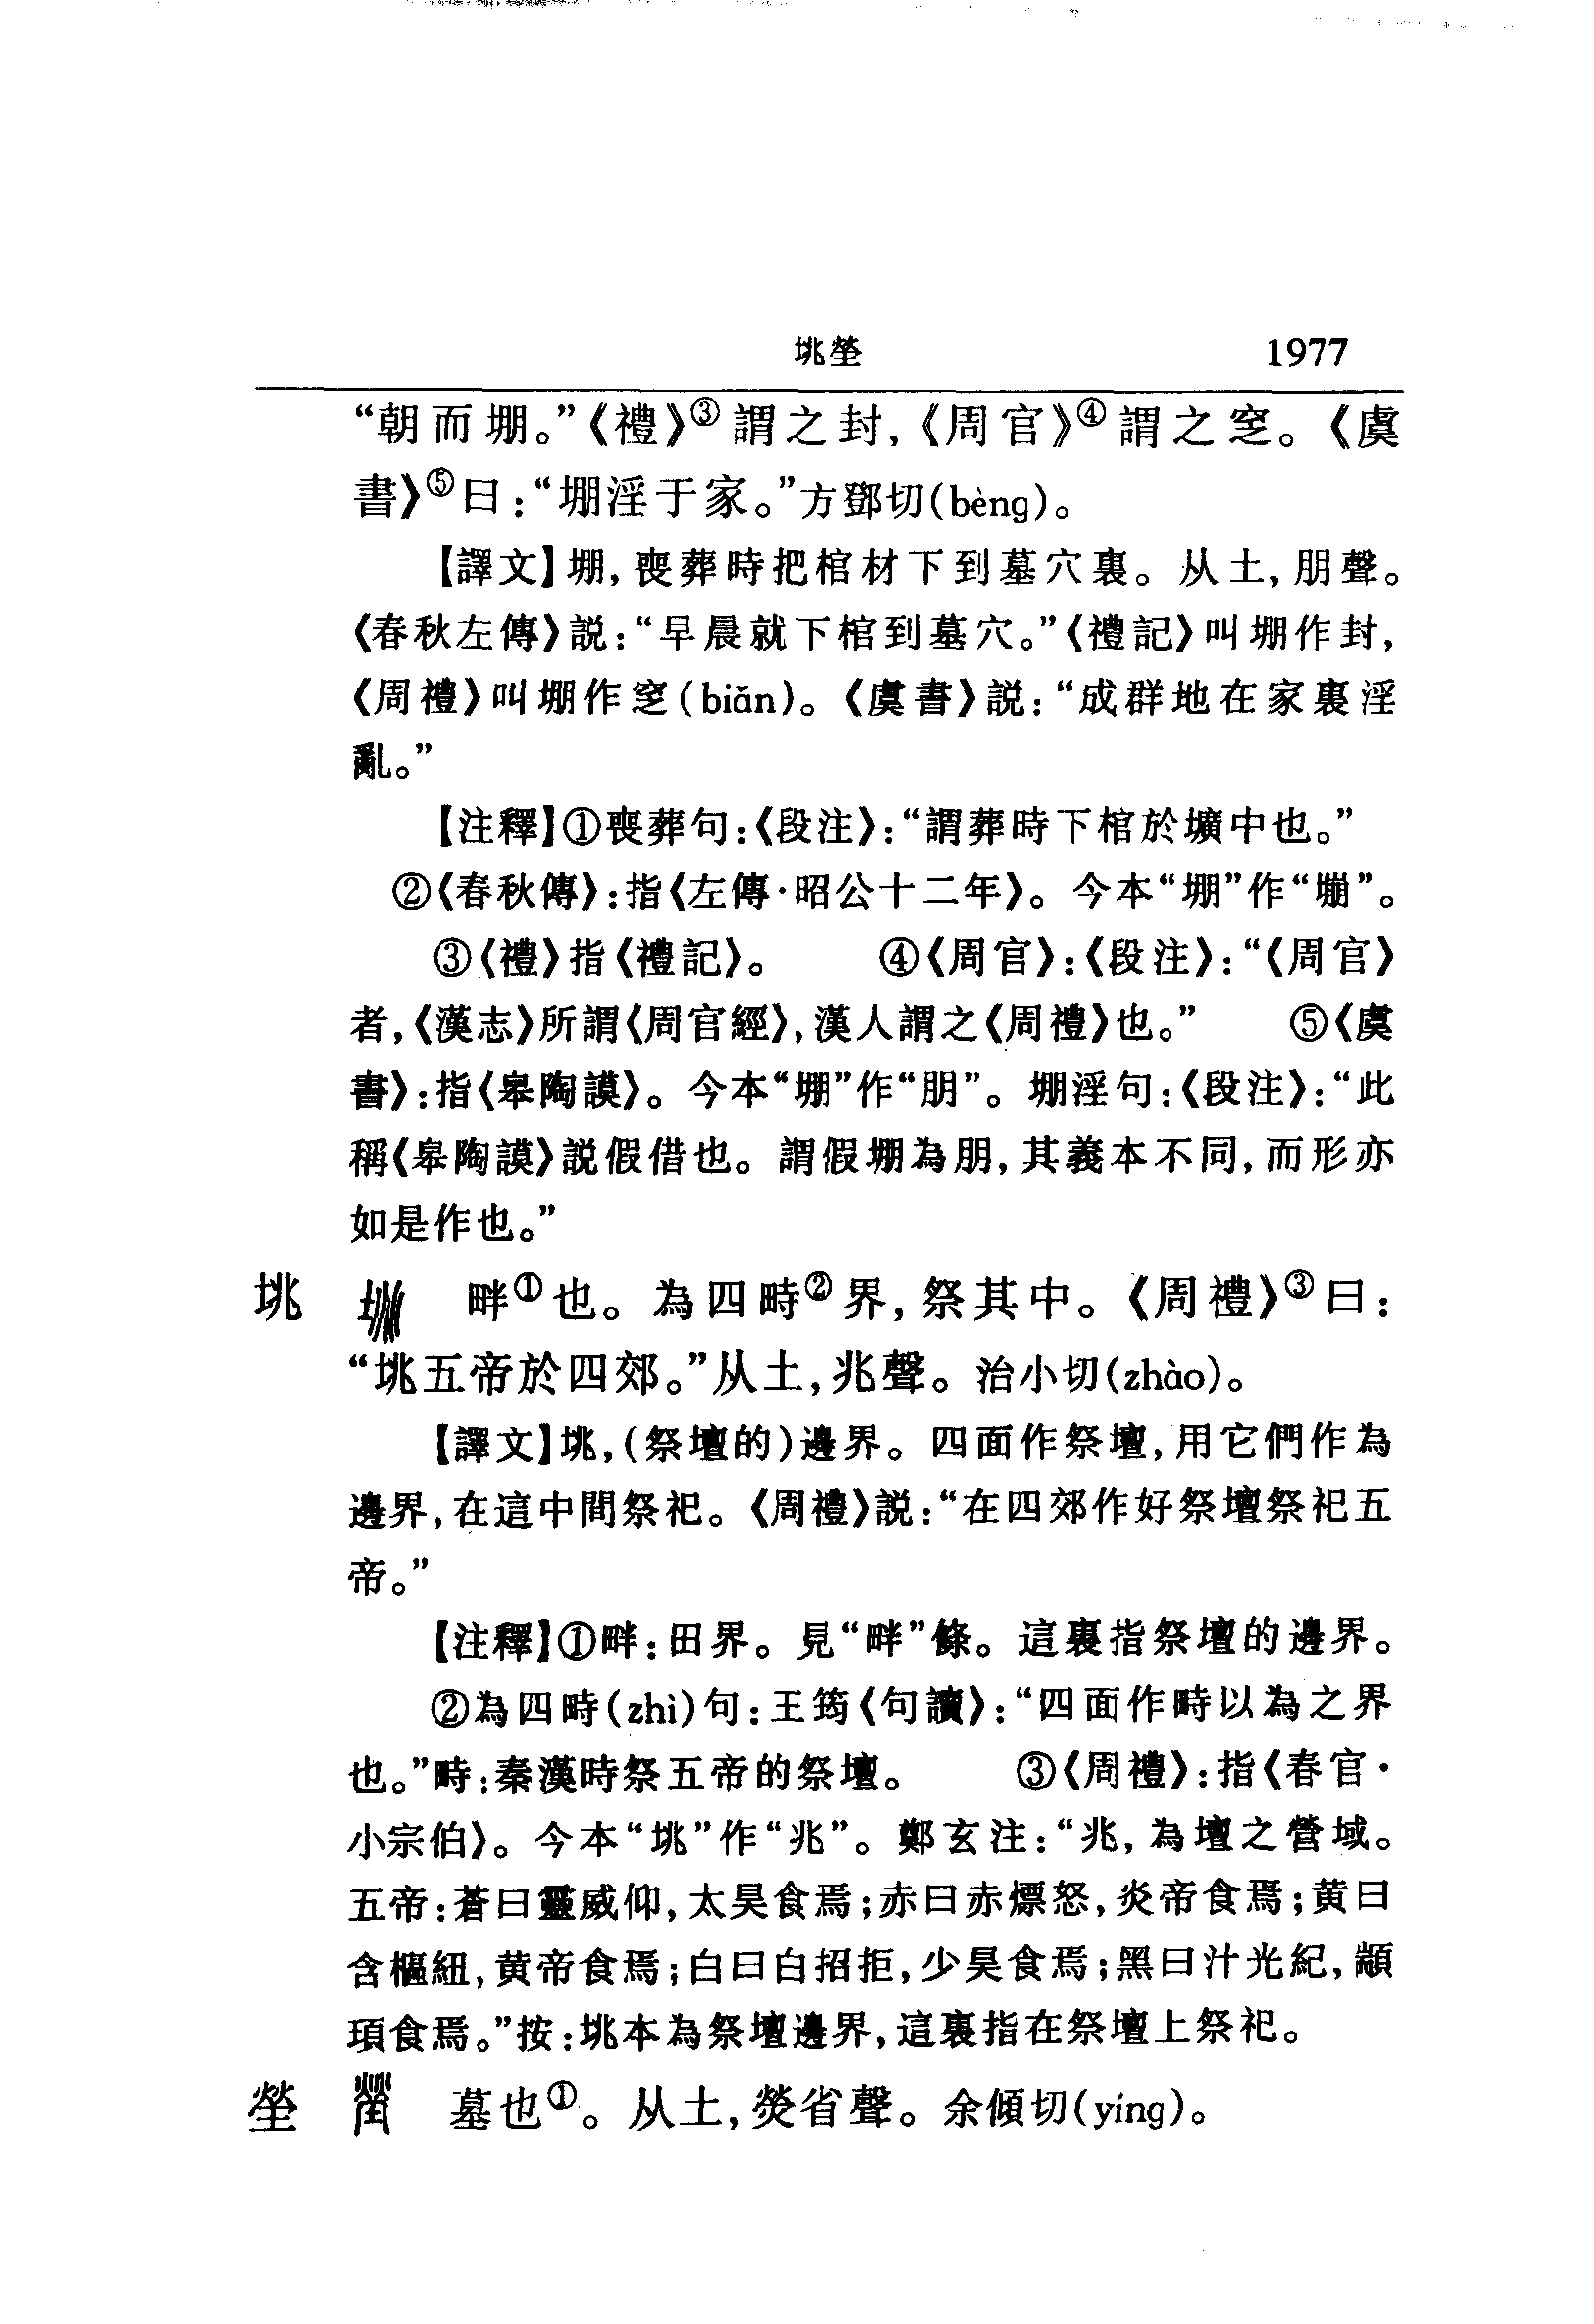 垗塋 1977
“朝而堋。”《禮》③謂之封，《周官》④謂之窆。《虞
書》⑤曰：“堋淫于家。”方鄧切(bèng)。
【譯文】堋，喪葬時把棺材下到墓穴裏。从土，朋聲。
《春秋左傳》説：“早晨就下棺到墓穴。”《禮記》叫堋作封，
《周禮》叫堋作窆(biǎn)。《虞書》説：“成群地在家裏淫
亂。”
【注釋】①喪葬句：《段注》：“謂葬時下棺於壙中也。”
②《春秋傳》：指《左傳·昭公十二年》。今本“堋”作“塴”。
③《禮》指《禮記》。 ④《周官》：《段注》：“《周官》
者，《漢志》所謂《周官經》，漢人謂之《周禮》也。” ⑤《虞
書》：指《皋陶謨》。今本“堋”作“朋”。堋淫句：《段注》：“此
稱《皋陶謨》説假借也。謂假堋為朋，其義本不同，而形亦
如是作也。”
垗 垗 畔①也。為四畤②界，祭其中。《周禮》③曰：
“垗五帝於四郊。”从土，兆聲。治小切(zhào)。
【譯文】垗，(祭壇的)邊界。四面作祭壇，用它們作為
邊界，在這中間祭祀。《周禮》説：“在四郊作好祭壇祭祀五
帝。”
【注釋】①畔：田界。見“畔”條。這裏指祭壇的邊界。
②為四畤(zhì)句：王筠《句讀》：“四面作畤以為之界
也。”畤：秦漢時祭五帝的祭壇。 ③《周禮》：指《春官·
小宗伯》。今本“垗”作“兆”。鄭玄注：“兆，為壇之營域。
五帝：蒼曰靈威仰，太昊食焉；赤曰赤熛怒，炎帝食焉；黄曰
含樞紐，黄帝食焉；白曰白招拒，少昊食焉；黑曰汁光紀，顓
頊食焉。”按：垗本為祭壇邊界，這裏指在祭壇上祭祀。
塋 塋 墓也①。从土，熒省聲。余傾切(yíng)。